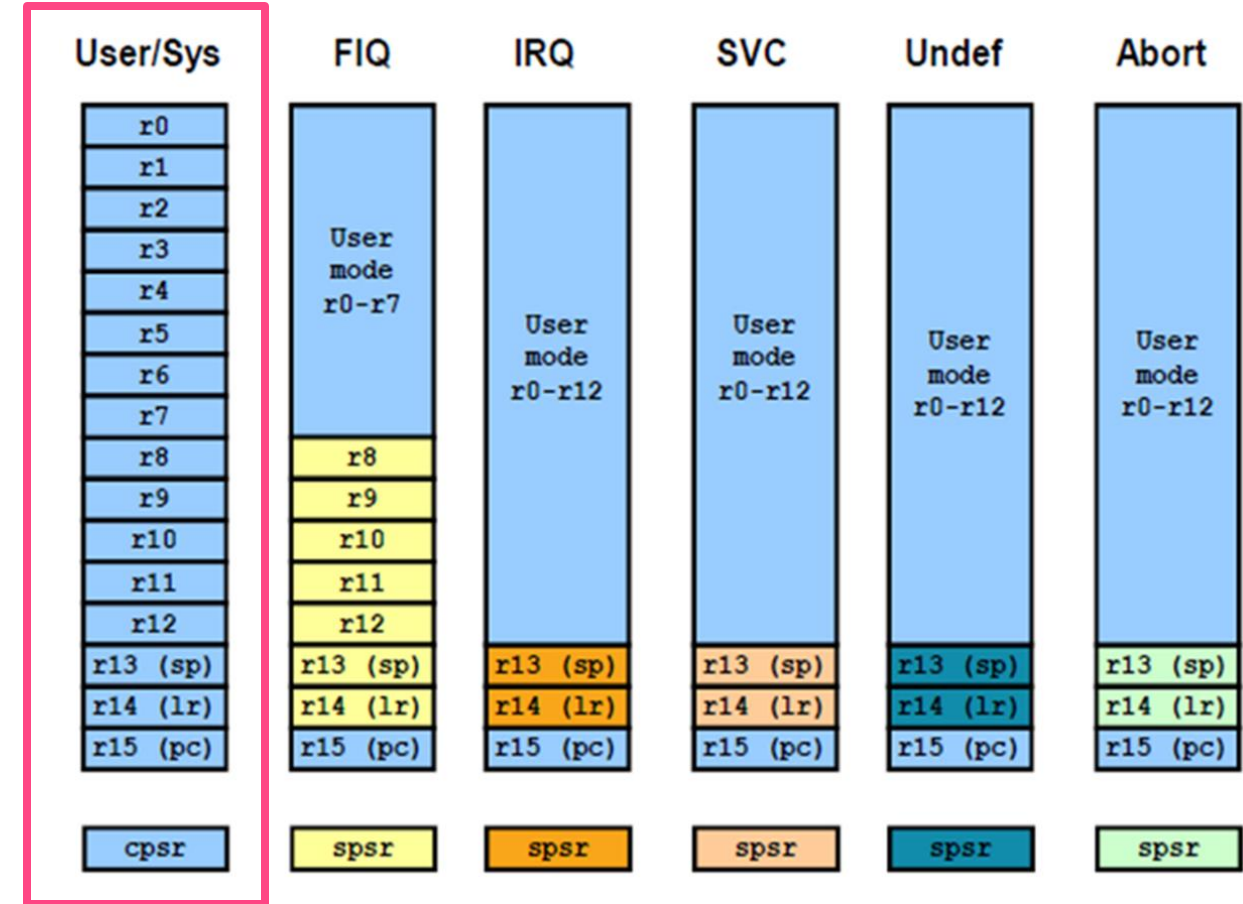 User/Sys
FIQ
IRQ
SVC
Undef
Abort
r0
r1
r2
r3
r4
r5
r6
r7
r8
r9
r10
r11
r12
r13 (sp)
r14 (lr)
r15 (pc)
cpsr
User
mode
r0-r7
r8
r9
r10
r11
r12
r13 (sp)
r14 (lr)
r15 (pc)
spsr
User
mode
r0-r12
r13 (sp)
r14 (lr)
r15 (pc)
spsr
User
mode
r0-r12
r13 (sp)
r14 (lr)
r15 (pc)
spsr
User
mode
r0-r12
r13 (sp)
r14 (lr)
r15 (pc)
spsr
User
mode
r0-r12
r13 (sp)
r14 (lr)
r15 (pc)
spsr